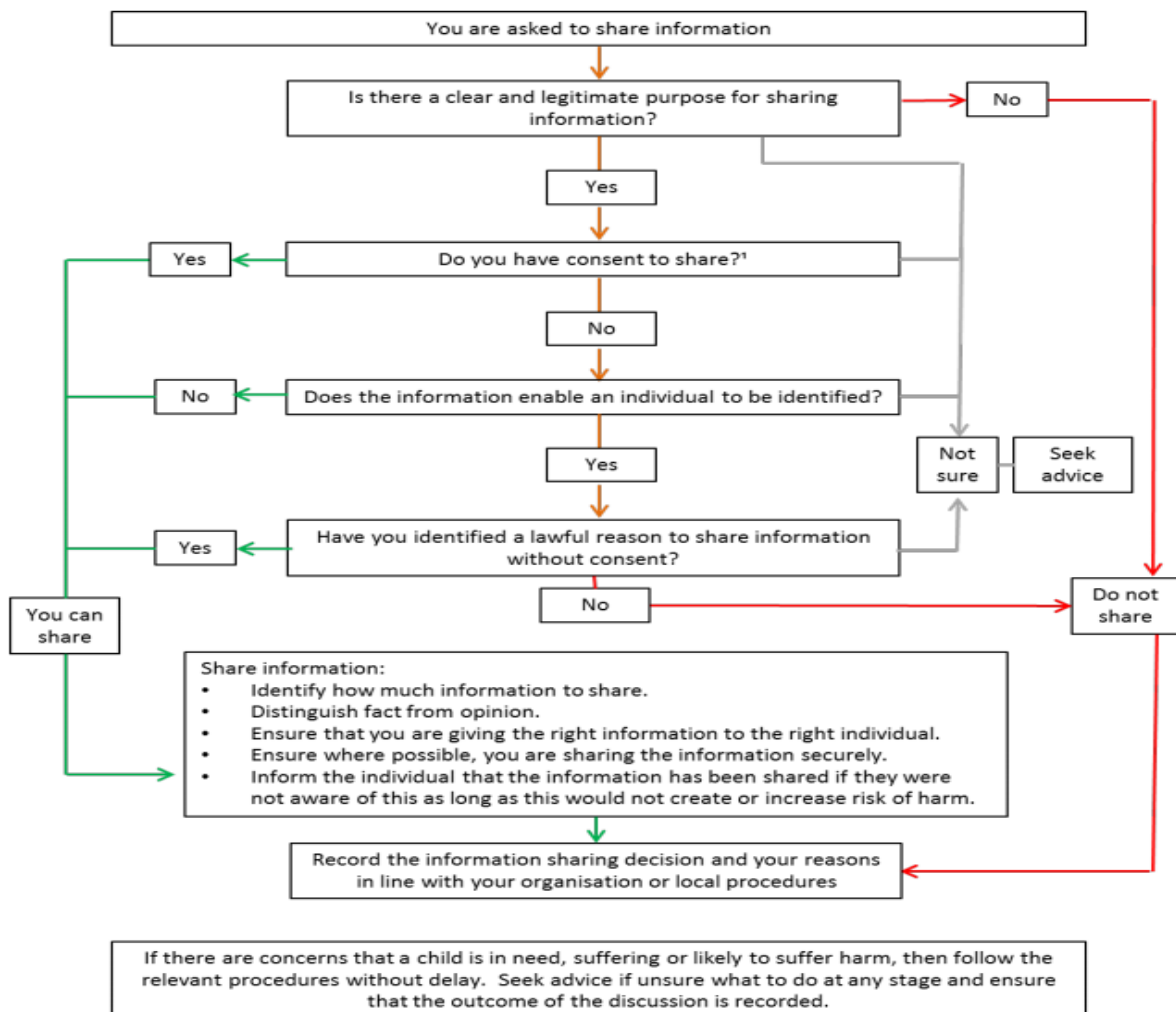 You are asked to share information
Is there a clear and legitimate purpose for sharing
information?
No
Yes
Yes
Do you have consent to share?¹
No
No
Does the information enable an individual to be identified?
Yes
Not
sure
Seek
advice
Yes
Have you identified a lawful reason to share information
without consent?
No
Do not
share
You can
share
Share information:
• Identify how much information to share.
• Distinguish fact from opinion.
• Ensure that you are giving the right information to the right individual.
• Ensure where possible, you are sharing the information securely.
• Inform the individual that the information has been shared if they were
not aware of this as long as this would not create or increase risk of harm.
Record the information sharing decision and your reasons
in line with your organisation or local procedures
If there are concerns that a child is in need, suffering or likely to suffer harm, then follow the
relevant procedures without delay. Seek advice if unsure what to do at any stage and ensure
that the outcome of the discussion is recorded.